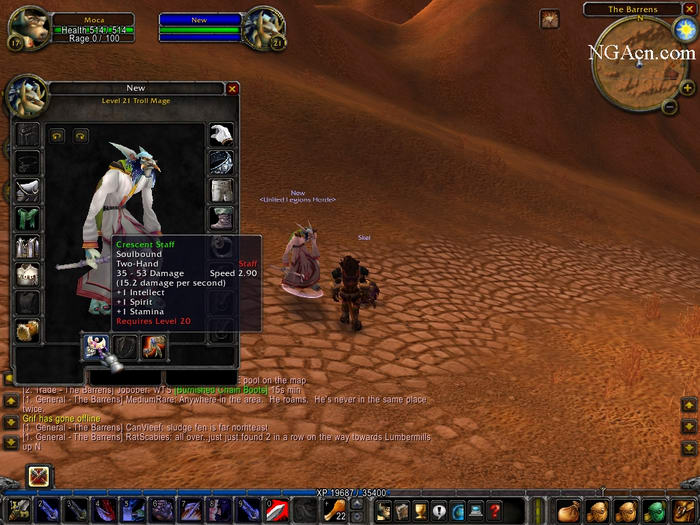 Moca
Health 514 / 514
Rage 0 / 100
17
New
21
The Barrens
N
NGAcn.com
New
Level 21 Troll Mage
New
<United Legions Horde>
Skel
Crescent Staff
Soulbound
Two-Hand Staff
35 - 53 Damage Speed 2.90
(15.2 damage per second)
+1 Intellect
+1 Spirit
+1 Stamina
Requires Level 20
pool on the map
[2. Trade - The Barrens] Jobober: WTS [Burnished Chain Boots] 15s min
[1. General - The Barrens] MediumRare: Anywhere in the area. He roams. He's never in the same place
twice.
Grif has gone offline
[1. General - The Barrens] CanVieef: sludge fen is far northeast
[1. General - The Barrens] RatScabies: all over..just just found 2 in a row on the way towards Lumbermills
up N
XP 19687 / 35400
22